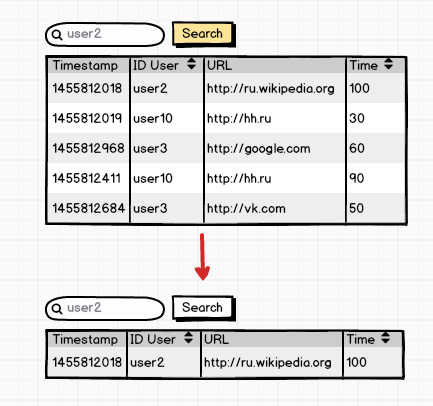 user2 Search
Timestamp ID User URL Time
1455812018 user2 http://ru.wikipedia.org 100
1455812019 user10 http://hh.ru 30
1455812968 user3 http://google.com 60
1455812411 user10 http://hh.ru 90
1455812684 user3 http://vk.com 50
user2 Search
Timestamp ID User URL Time
1455812018 user2 http://ru.wikipedia.org 100